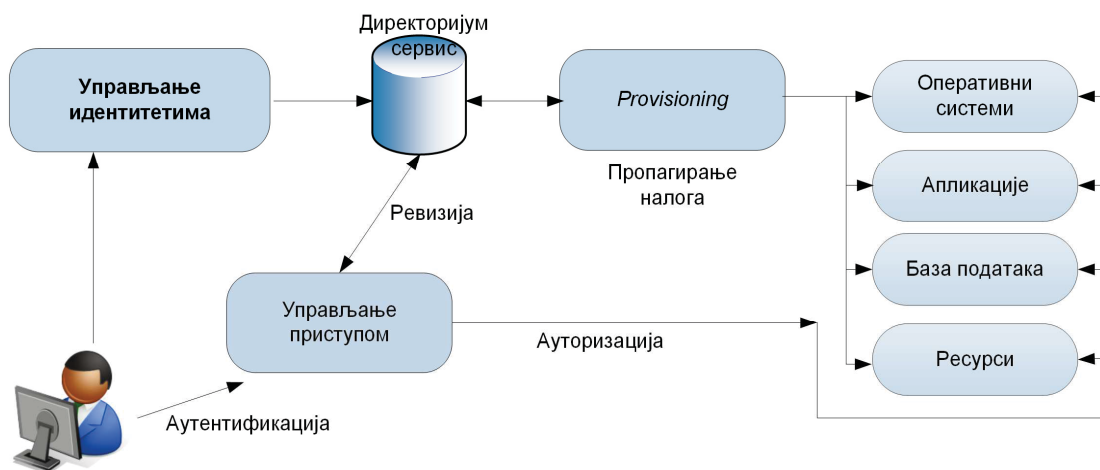 Директоријум
сервис
Управљање
идентитетима
Provisioning
Оперативни
системи
Пропагирање
налога
Апликације
Ревизија
База података
Управљање
приступом
Ауторизација
Ресурси
Аутентификација